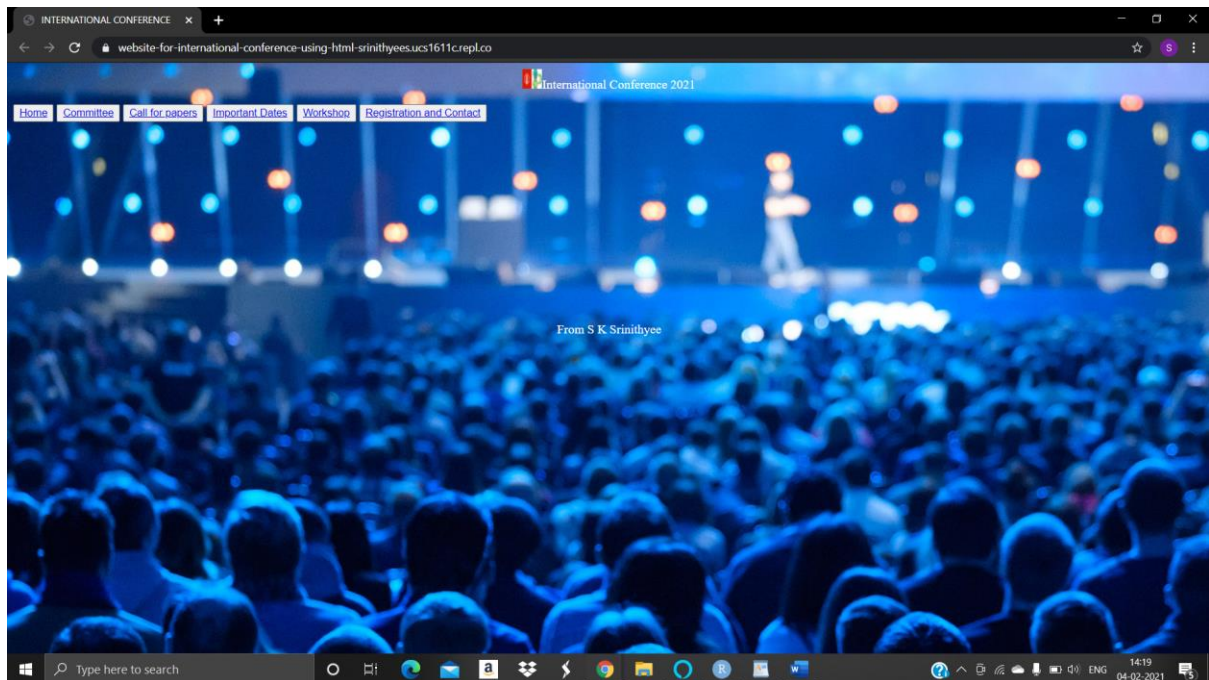 INTERNATIONAL CONFERENCE
website-for-international-conference-using-html-srinithyees.ucs1611c.repl.co
S
International Conference 2021
Home Committee Call for papers Important Dates Workshop Registration and Contact
From S K Srinithyee
Type here to search
a
R
W
ENG
14:19
04-02-2021
5